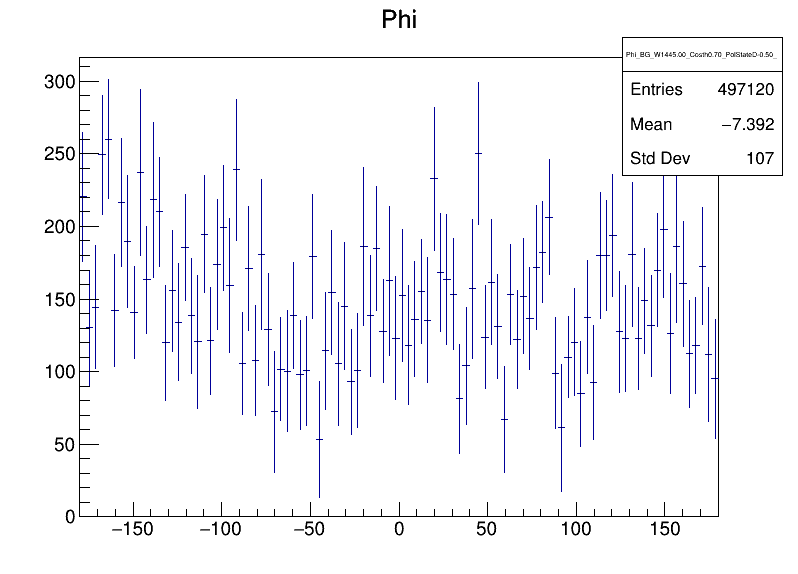 Phi
Phi_BG_W1445.00_Costh0.70_PolStateD-0.50_
Entries 497120
Mean −7.392
Std Dev 107
300
250
200
150
100
50
0
−150 −100 −50 0 50 100 150